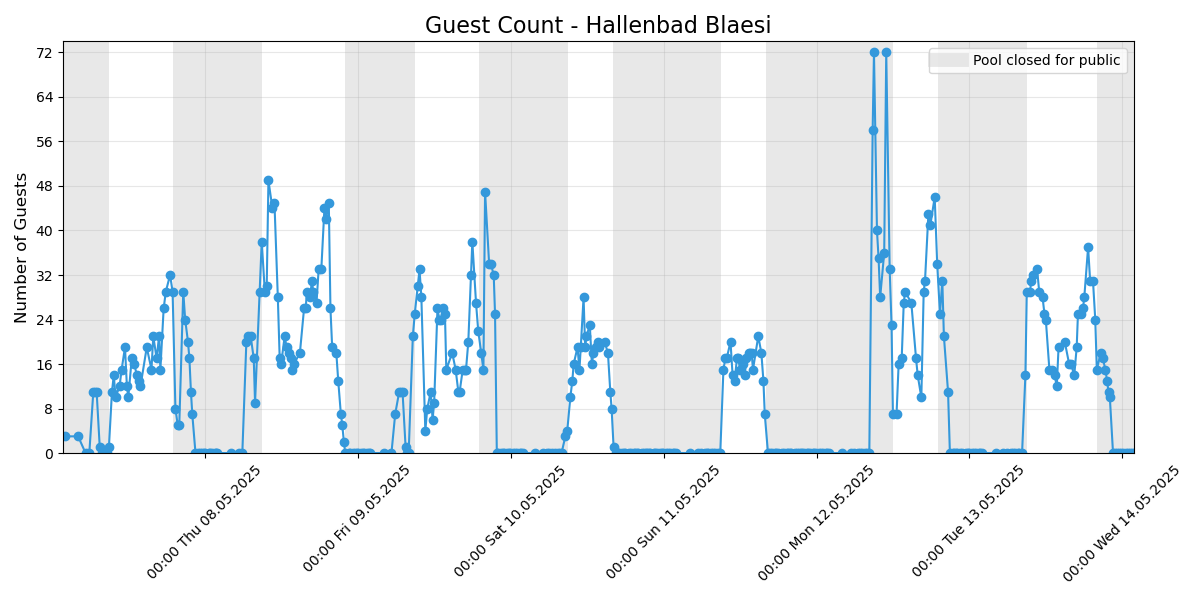 Guest Count - Hallenbad Blaesi
Pool closed for public
Number of Guests
72
64
56
48
40
32
24
16
8
0
00:00 Thu 08.05.2025
00:00 Fri 09.05.2025
00:00 Sat 10.05.2025
00:00 Sun 11.05.2025
00:00 Mon 12.05.2025
00:00 Tue 13.05.2025
00:00 Wed 14.05.2025